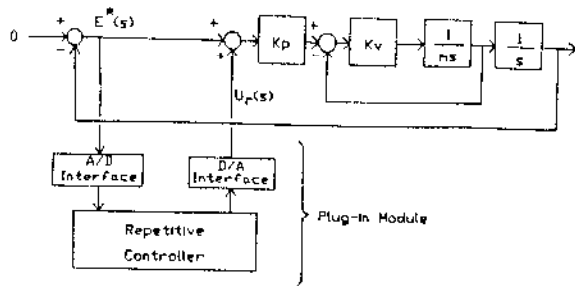 0
+
−
E*(s)
+
+
Kp
+
−
Kv
1
ms
1
s
Ur(s)
A/D
Interface
D/A
Interface
Repetitive
Controller
Plug-in Module